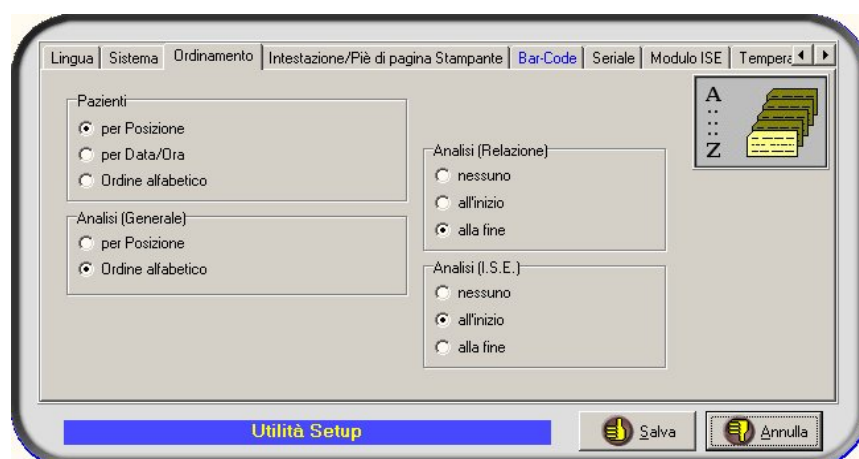 Lingua Sistema Ordinamento Intestazione/Piè di pagina Stampante Bar-Code Seriale Modulo ISE Tempera
Pazienti
per Posizione
per Data/Ora
Ordine alfabetico
Analisi (Generale)
per Posizione
Ordine alfabetico
Analisi (Relazione)
nessuno
all'inizio
alla fine
Analisi (I.S.E.)
nessuno
all'inizio
alla fine
A
Z
Utilità Setup
Salva
Annulla